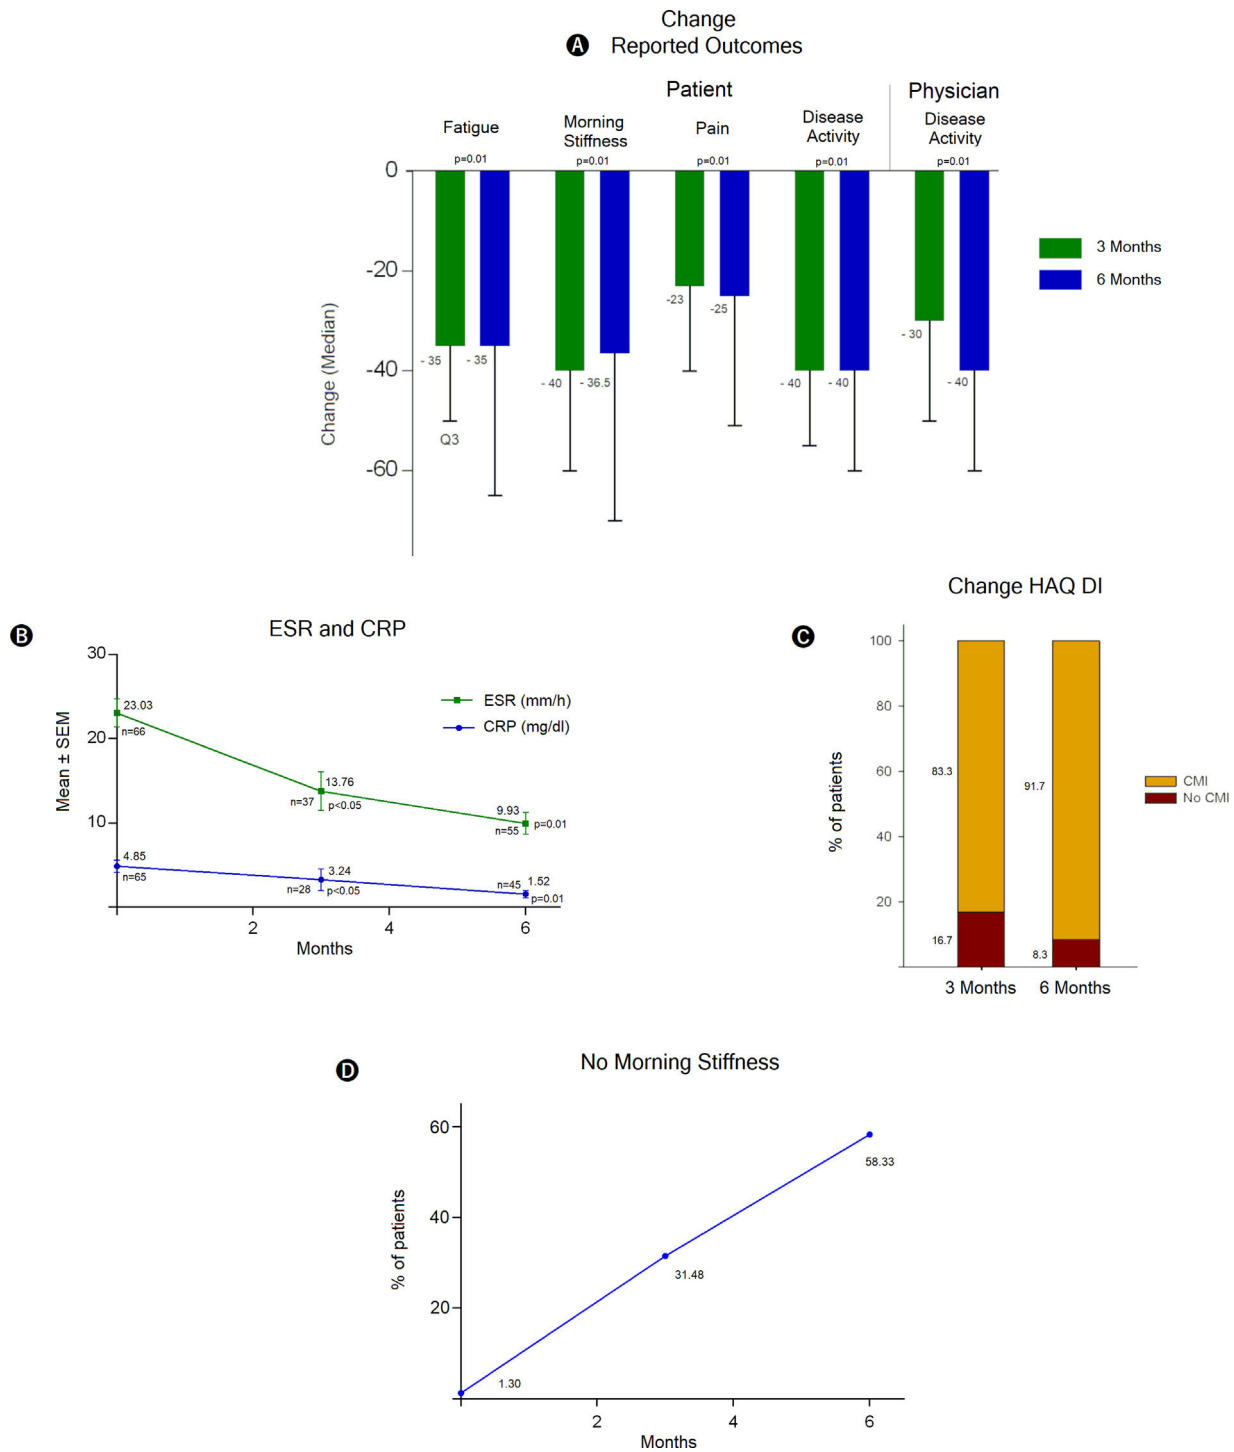 Change
A Reported Outcomes
Patient
Physician
Fatigue
Morning
Stiffness
Pain
Disease
Activity
Disease
Activity
p=0.01
p=0.01
p=0.01
p=0.01
p=0.01
0
-20
-40
-60
Change (Median)
- 35
- 35
- 40
- 36.5
-23
-25
- 40
- 40
- 30
- 40
Q3
3 Months
6 Months
B
ESR and CRP
30
20
10
Mean ± SEM
23.03
n=66
13.76
n=37
p<0.05
9.93
n=55
p=0.01
4.85
n=65
3.24
n=28
p<0.05
n=45
1.52
p=0.01
ESR (mm/h)
CRP (mg/dl)
2
4
6
Months
C
Change HAQ DI
100
80
60
40
20
% of patients
83.3
91.7
16.7
8.3
CMI
No CMI
3 Months
6 Months
D
No Morning Stiffness
60
40
20
% of patients
58.33
31.48
1.30
2
4
6
Months